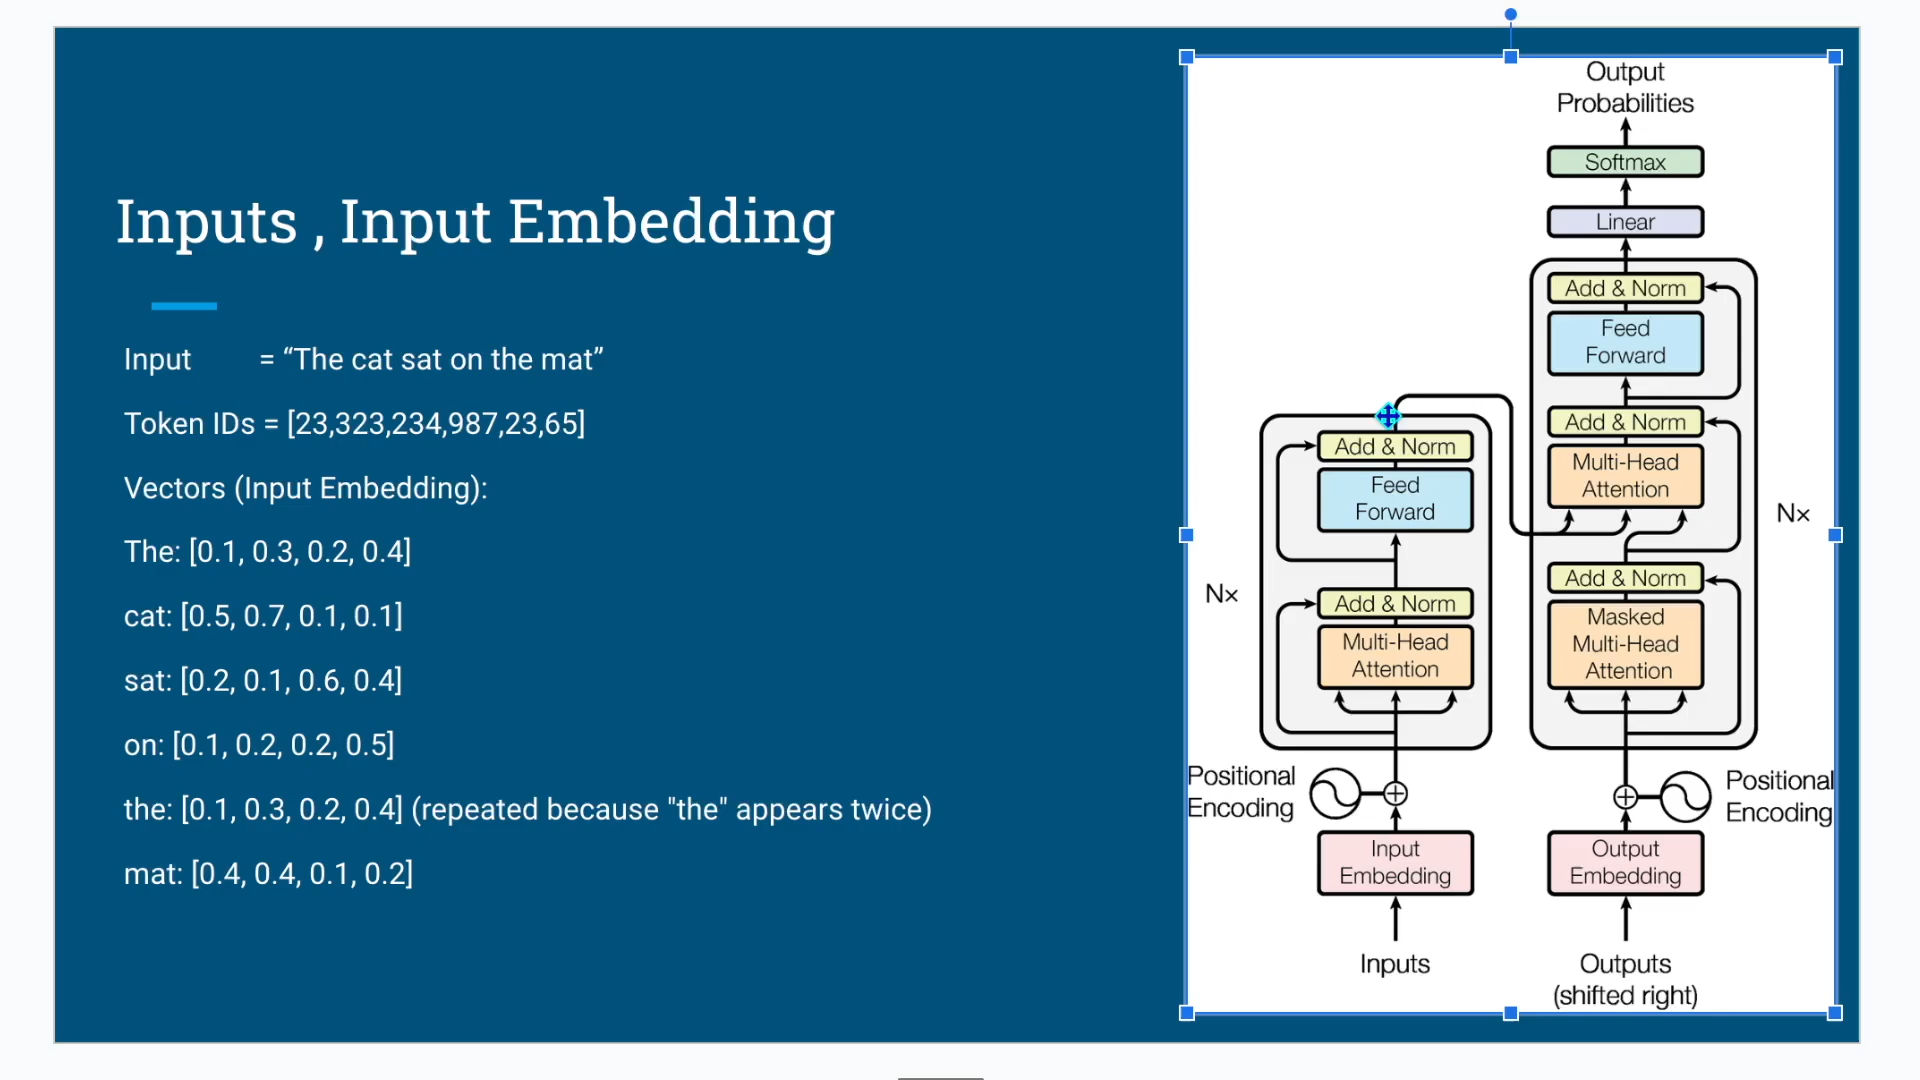 Inputs , Input Embedding
Input = “The cat sat on the mat”
Token IDs = [23,323,234,987,23,65]
Vectors (Input Embedding):
The: [0.1, 0.3, 0.2, 0.4]
cat: [0.5, 0.7, 0.1, 0.1]
sat: [0.2, 0.1, 0.6, 0.4]
on: [0.1, 0.2, 0.2, 0.5]
the: [0.1, 0.3, 0.2, 0.4] (repeated because "the" appears twice)
mat: [0.4, 0.4, 0.1, 0.2]
Output
Probabilities
Softmax
Linear
Add & Norm
Feed
Forward
Add & Norm
Multi-Head
Attention
Nx
Add & Norm
Masked
Multi-Head
Attention
Add & Norm
Feed
Forward
Nx
Add & Norm
Multi-Head
Attention
Positional
Encoding
Positional
Encoding
Input
Embedding
Output
Embedding
Inputs
Outputs
(shifted right)